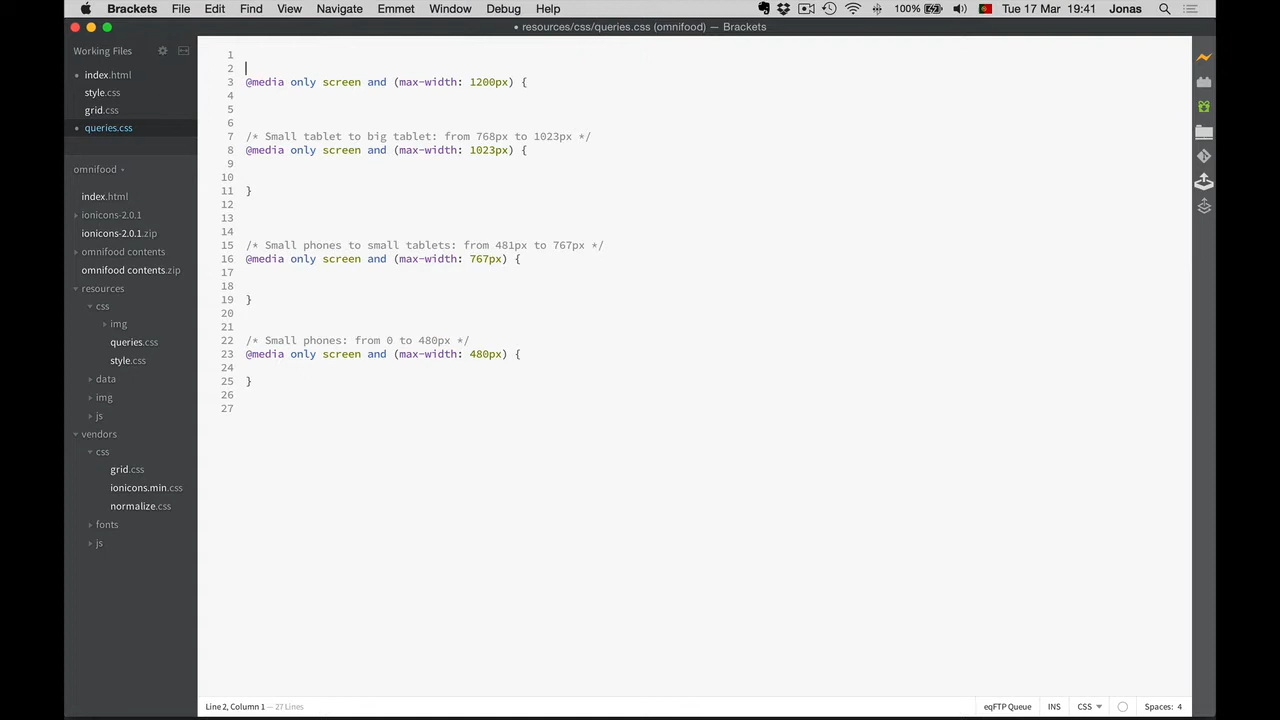 Brackets File Edit Find View Navigate Emmet Window Debug Help 100% Tue 17 Mar 19:41 Jonas
• resources/css/queries.css (omnifood) — Brackets
Working Files
index.html
style.css
grid.css
queries.css
omnifood
index.html
ionicons-2.0.1
ionicons-2.0.1.zip
omnifood contents
omnifood contents.zip
resources
css
img
queries.css
style.css
data
img
js
vendors
css
grid.css
ionicons.min.css
normalize.css
fonts
js
1
2
3 @media only screen and (max-width: 1200px) {
4
5
6
7 /* Small tablet to big tablet: from 768px to 1023px */
8 @media only screen and (max-width: 1023px) {
9
10
11 }
12
13
14
15 /* Small phones to small tablets: from 481px to 767px */
16 @media only screen and (max-width: 767px) {
17
18
19 }
20
21
22 /* Small phones: from 0 to 480px */
23 @media only screen and (max-width: 480px) {
24
25 }
26
27
Line 2, Column 1 — 27 Lines eqFTP Queue INS CSS Spaces: 4